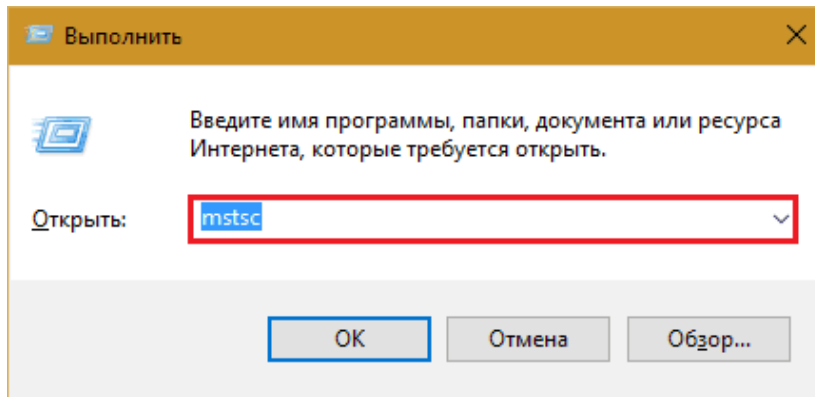 Выполнить
Введите имя программы, папки, документа или ресурса
Интернета, которые требуется открыть.
Открыть: mstsc
ОК Отмена Обзор...